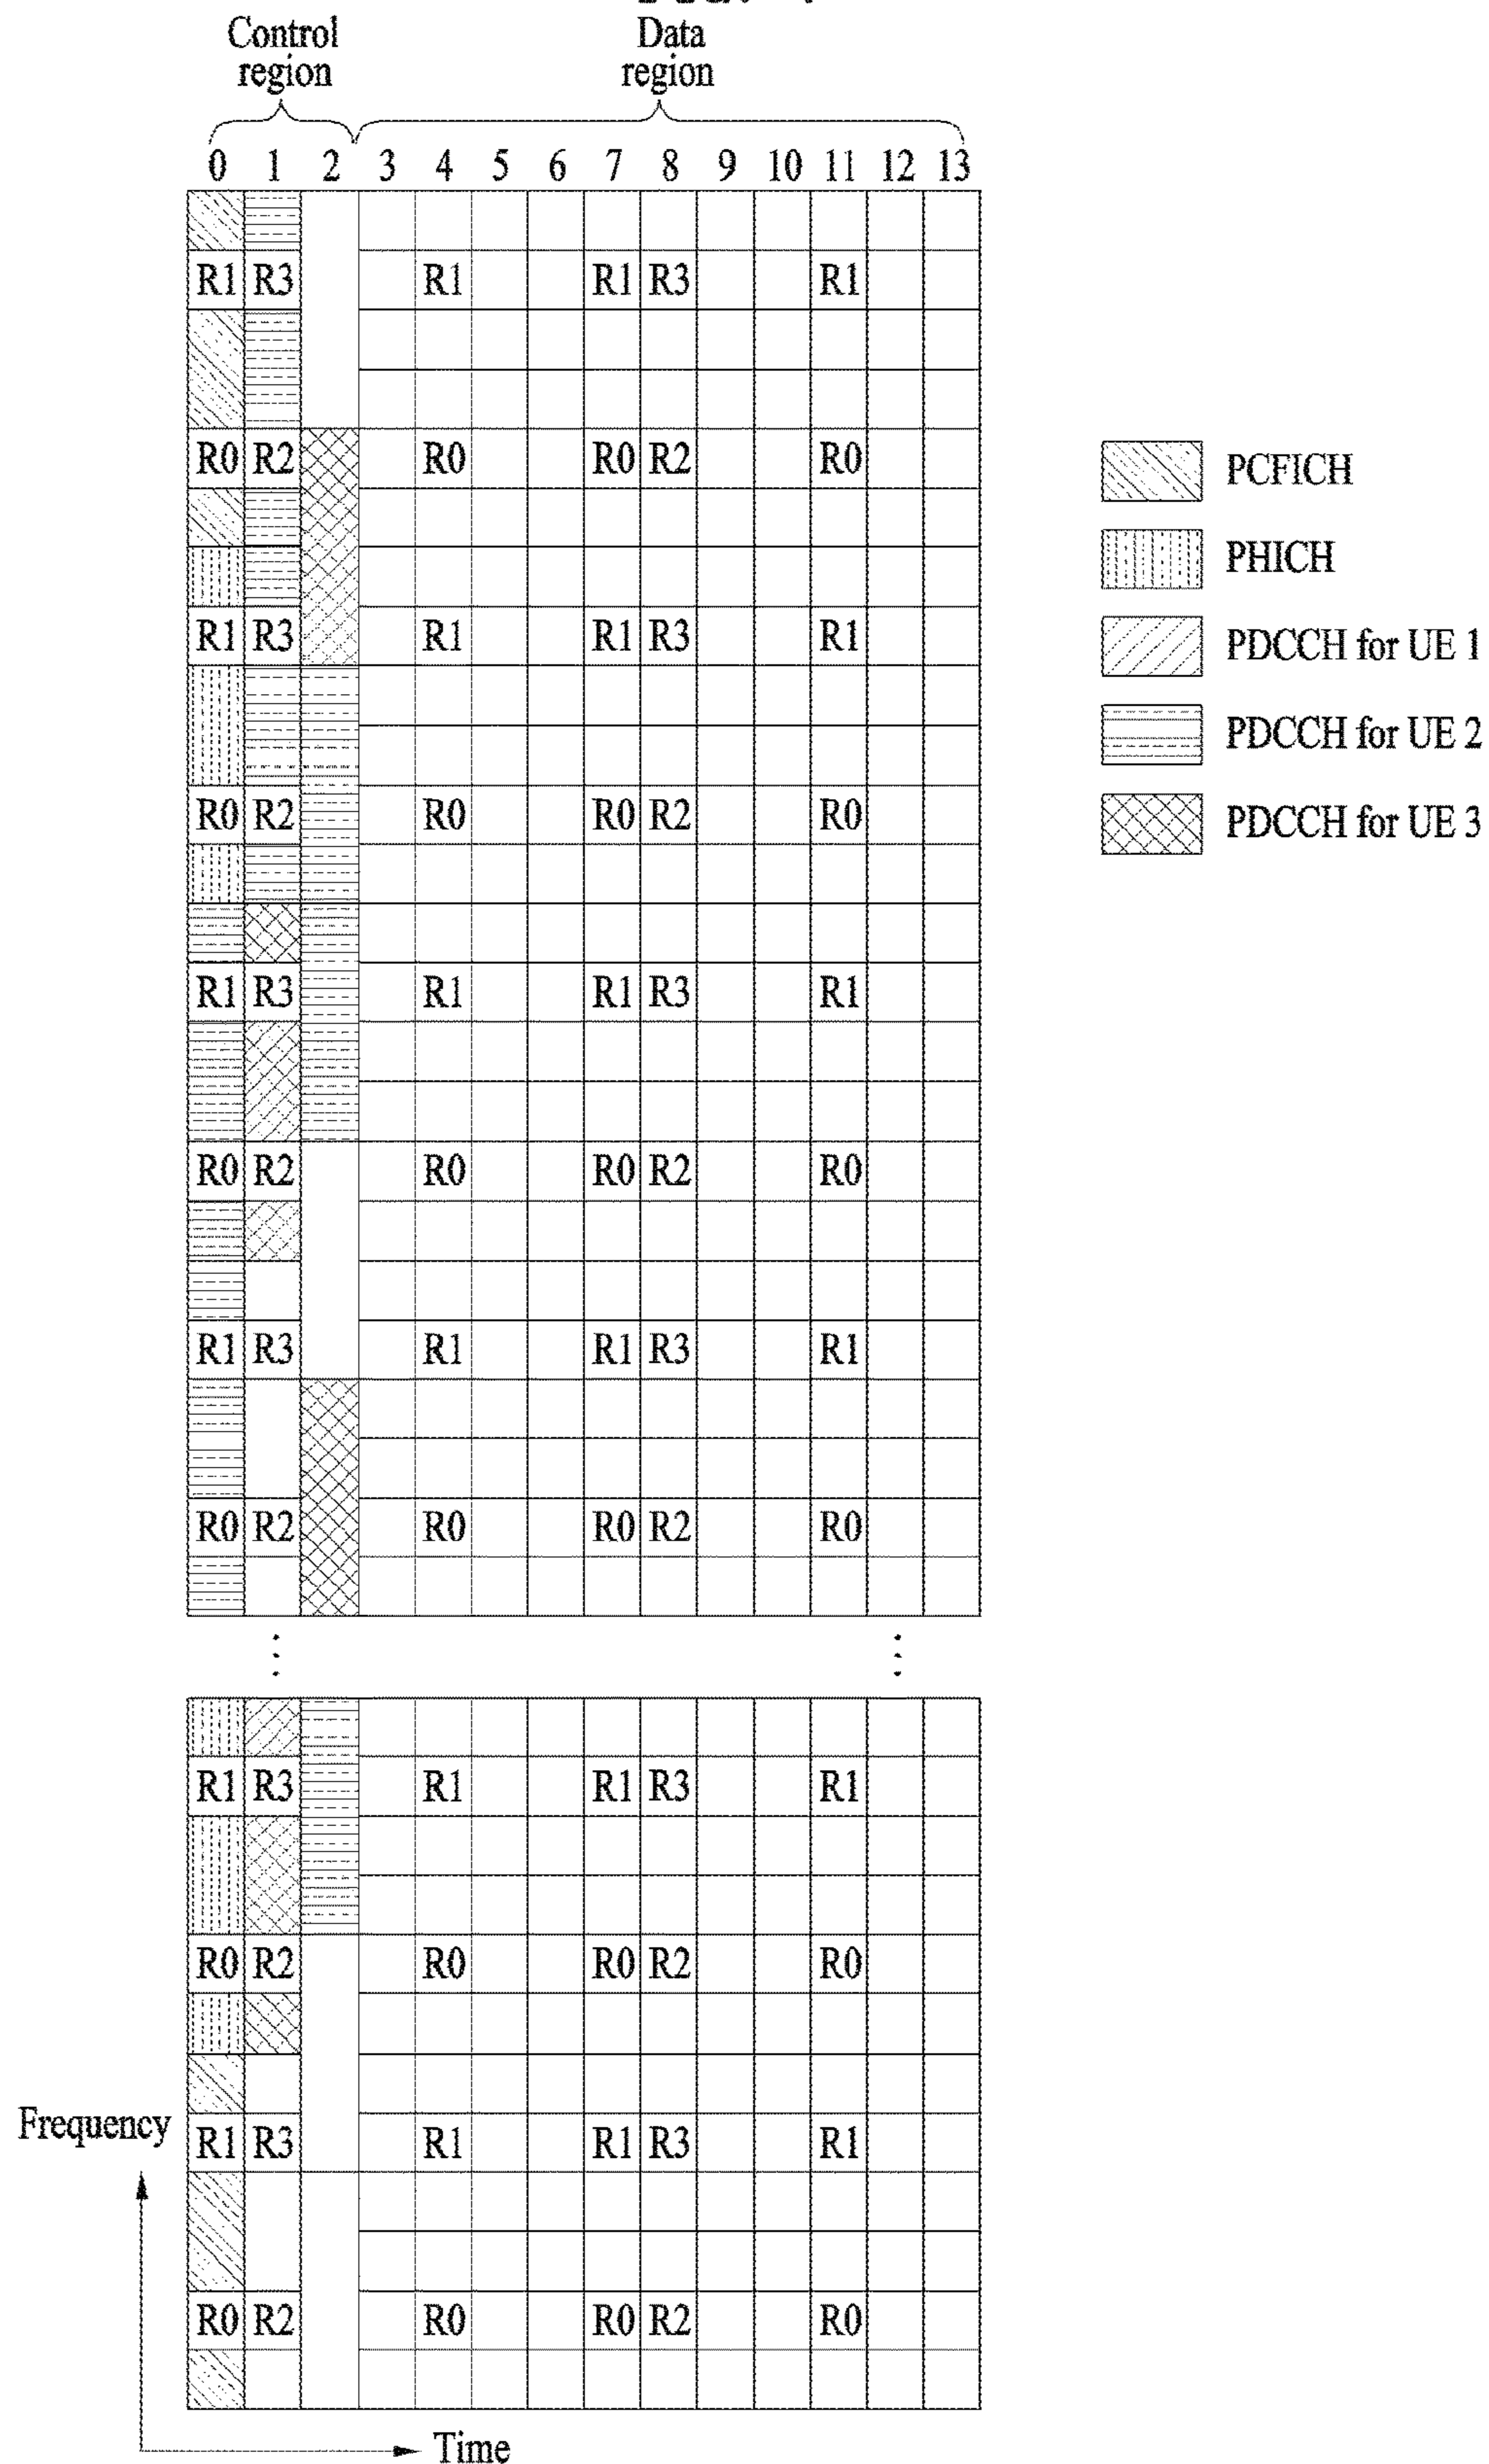 Control
region
Data
region
0 1 2 3 4 5 6 7 8 9 10 11 12 13
R1 R3 R1 R1 R3 R1
R0 R2 R0 R0 R2 R0
PCFICH
PHICH
R1 R3 R1 R1 R3 R1
PDCCH for UE 1
PDCCH for UE 2
R0 R2 R0 R0 R2 R0
PDCCH for UE 3
R1 R3 R1 R1 R3 R1
R0 R2 R0 R0 R2 R0
R1 R3 R1 R1 R3 R1
R0 R2 R0 R0 R2 R0
R1 R3 R1 R1 R3 R1
R0 R2 R0 R0 R2 R0
Frequency
R1 R3 R1 R1 R3 R1
R0 R2 R0 R0 R2 R0
Time